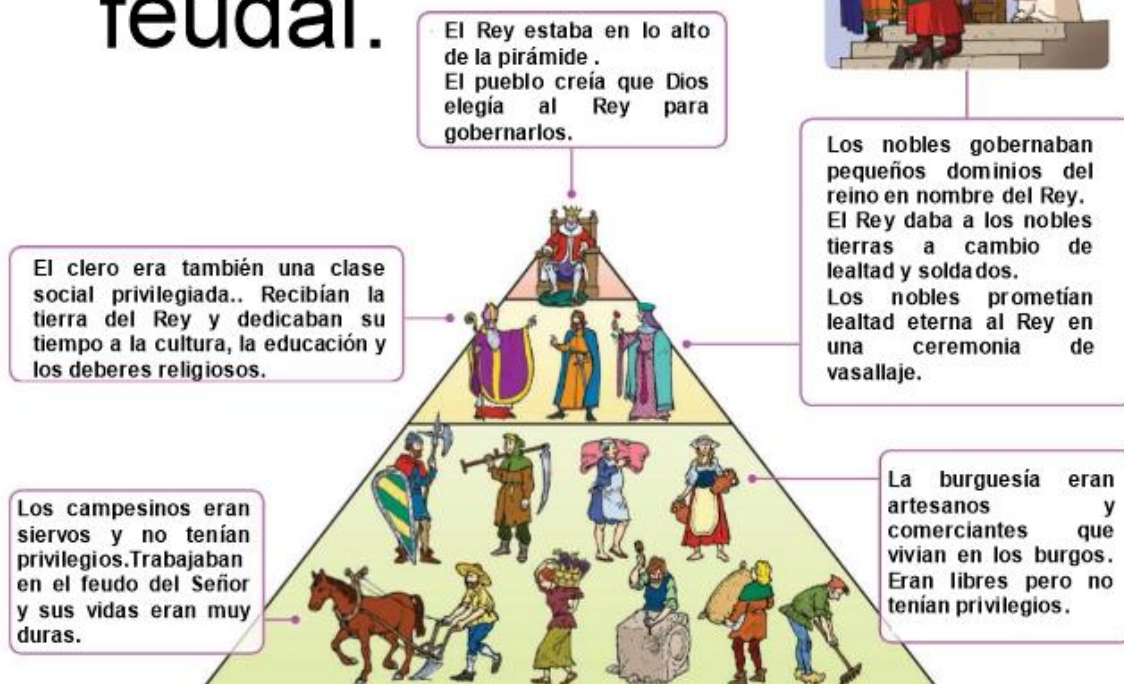 feudal.
El Rey estaba en lo alto
de la pirámide .
El pueblo creía que Dios
elegía al Rey para
gobernarlos.
Los nobles gobernaban
pequeños dominios del
reino en nombre del Rey.
El Rey daba a los nobles
tierras a cambio de
lealtad y soldados.
Los nobles prometían
lealtad eterna al Rey en
una ceremonia de
vasallaje.
El clero era también una clase
social privilegiada.. Recibían la
tierra del Rey y dedicaban su
tiempo a la cultura, la educación y
los deberes religiosos.
La burguesía eran
artesanos y
comerciantes que
vivian en los burgos.
Eran libres pero no
tenían privilegios.
Los campesinos eran
siervos y no tenían
privilegios.Trabajaban
en el feudo del Señor
y sus vidas eran muy
duras.